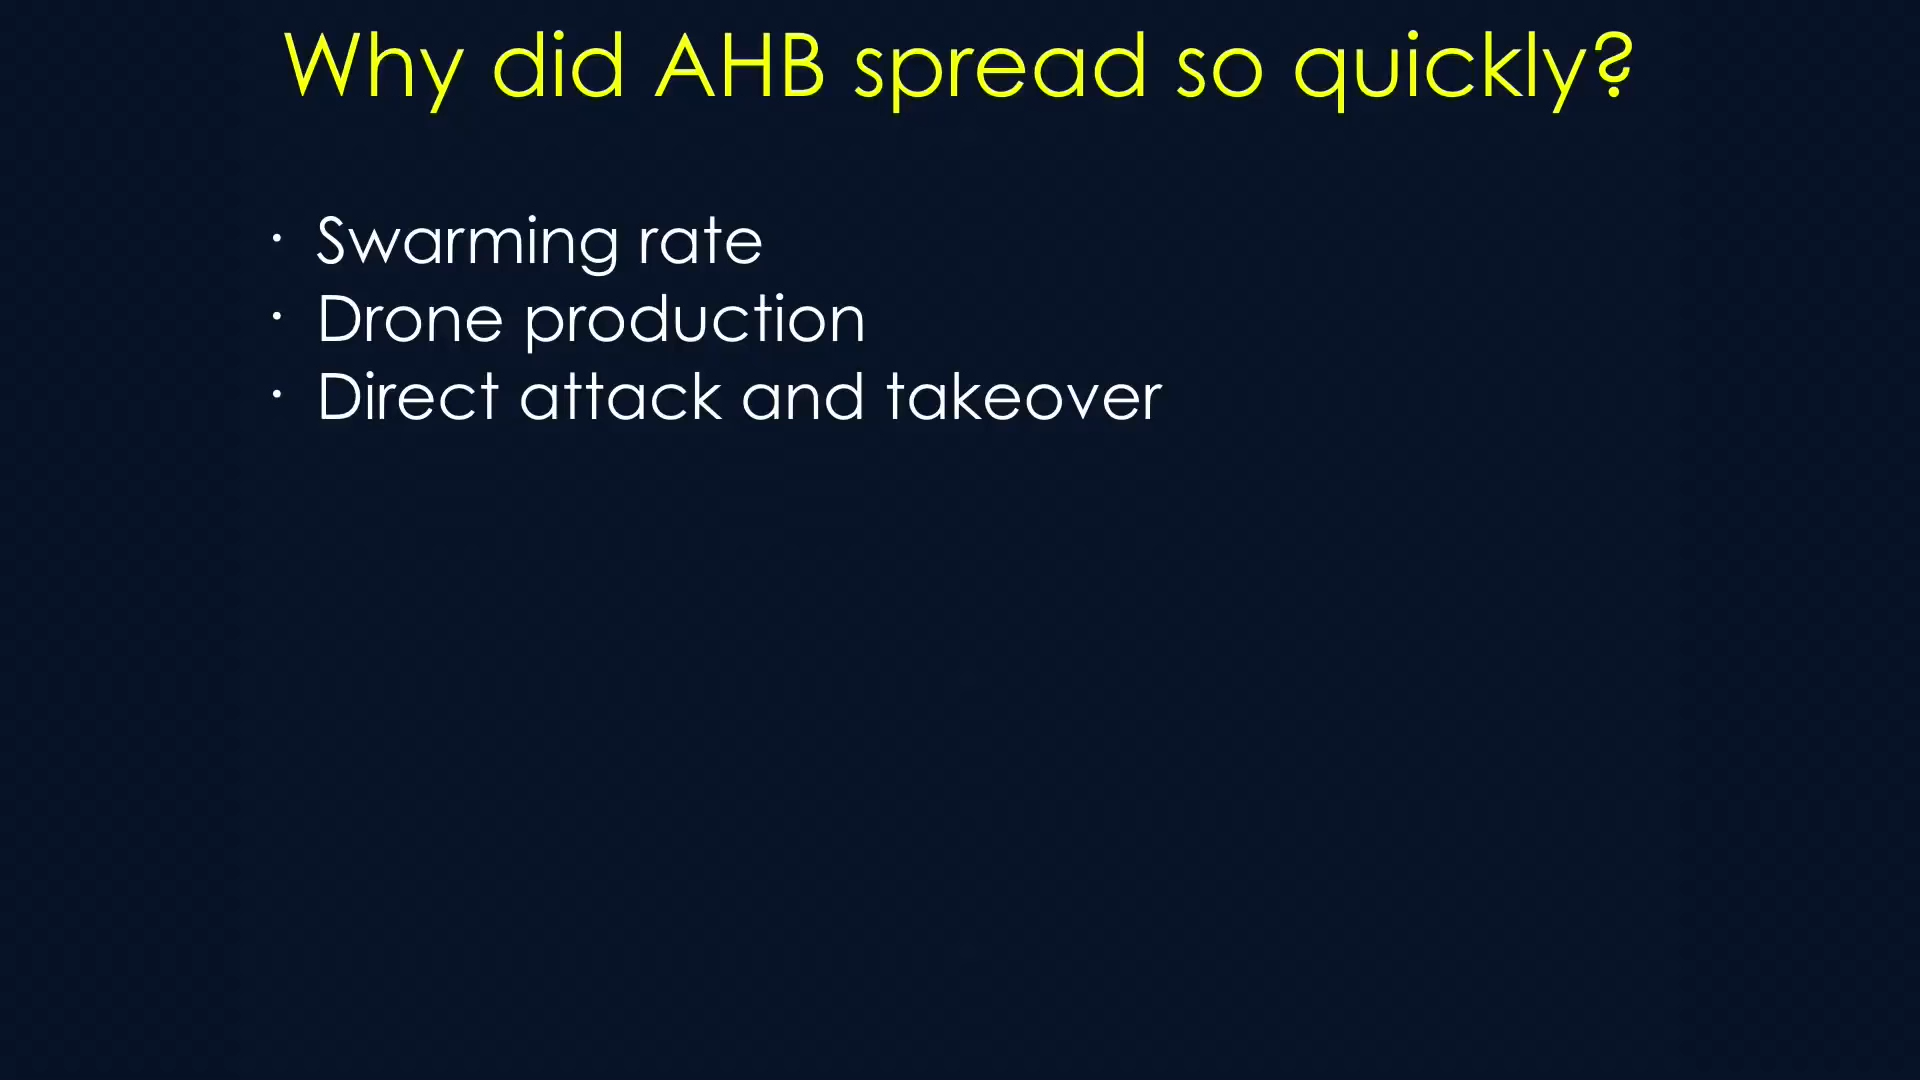 Why did AHB spread so quickly?
· Swarming rate
· Drone production
· Direct attack and takeover